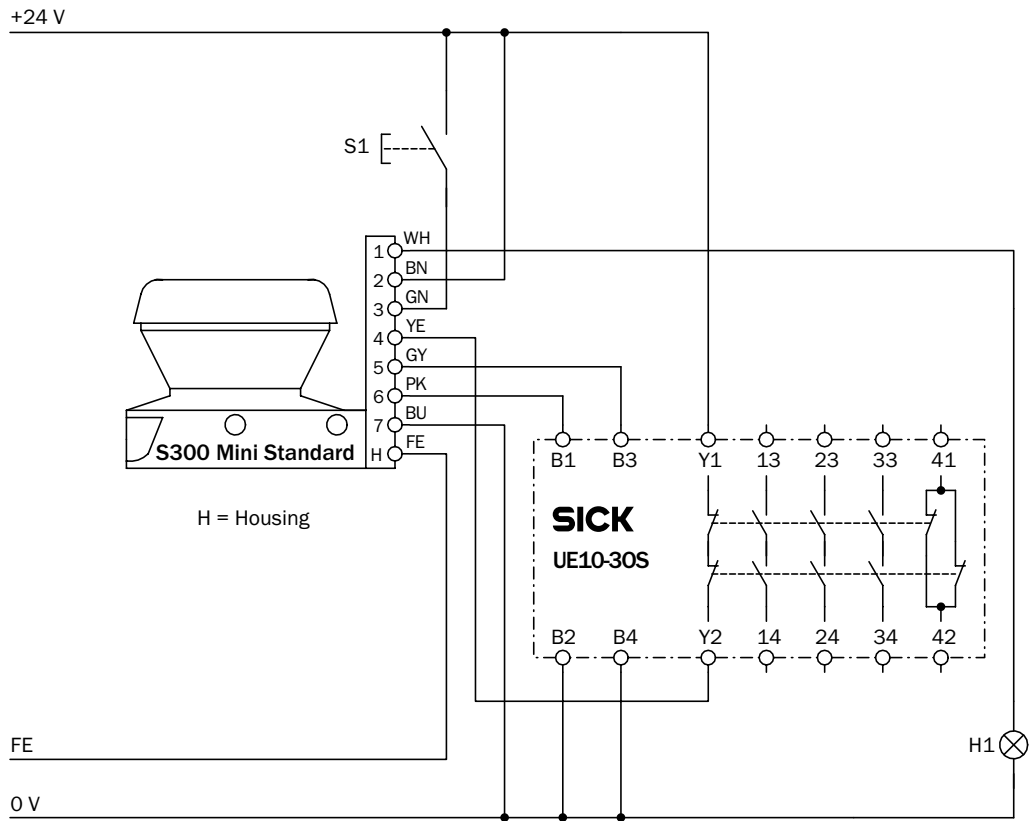 +24 V
S1
1 WH
2 BN
3 GN
4 YE
5 GY
6 PK
7 BU
H FE
S300 Mini Standard
H = Housing
B1 B3 Y1 13 23 33 41
SICK
UE10-30S
B2 B4 Y2 14 24 34 42
FE
H1
0 V